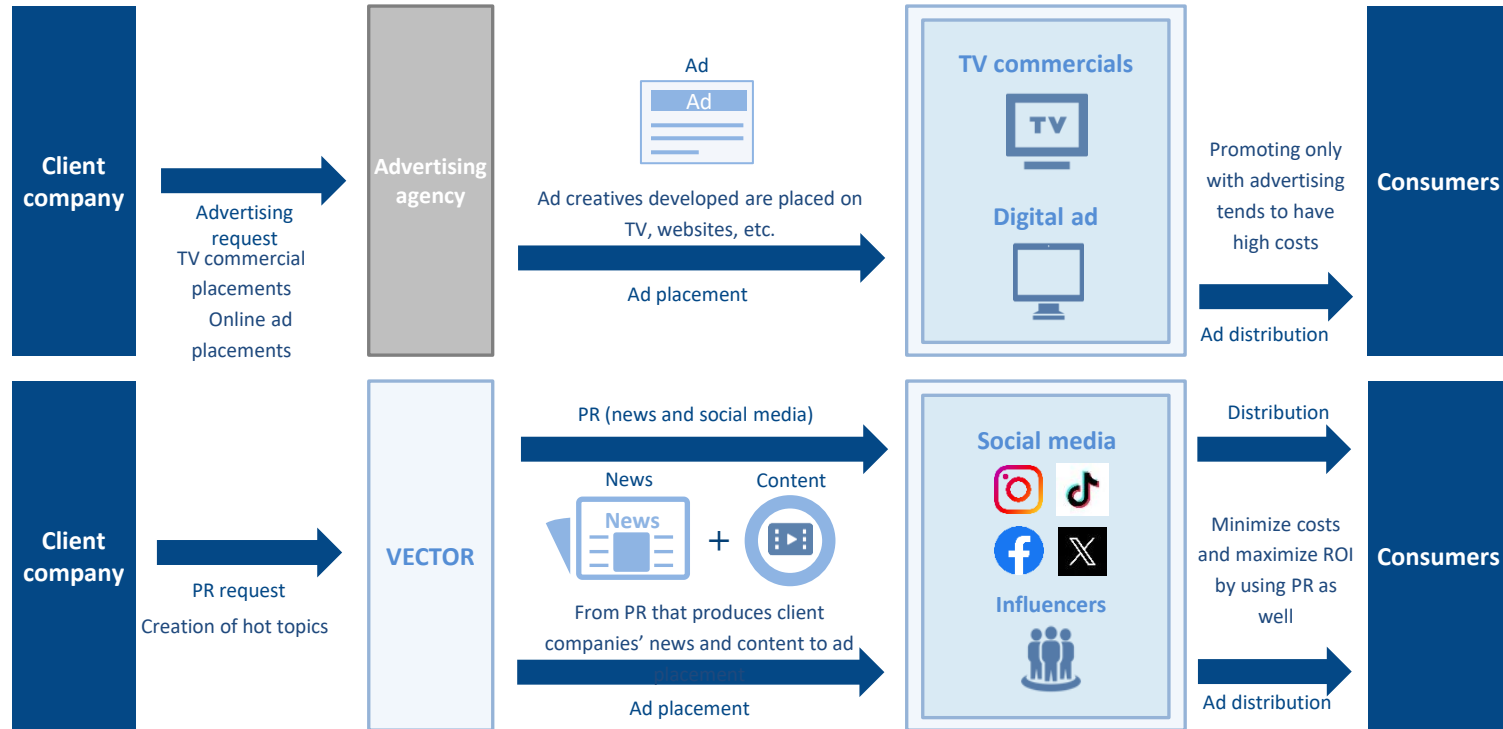 Client
company
Advertising
request
TV commercial
placements
Online ad
placements
Advertising
agency
Ad
Ad
Ad creatives developed are placed on
TV, websites, etc.
Ad placement
TV commercials
TV
Digital ad
Promoting only
with advertising
tends to have
high costs
Ad distribution
Consumers
Client
company
PR request
Creation of hot topics
VECTOR
PR (news and social media)
News
Content
News
+
From PR that produces client
companies’ news and content to ad
placement
Ad placement
Social media
Influencers
Distribution
Minimize costs
and maximize ROI
by using PR as
well
Ad distribution
Consumers